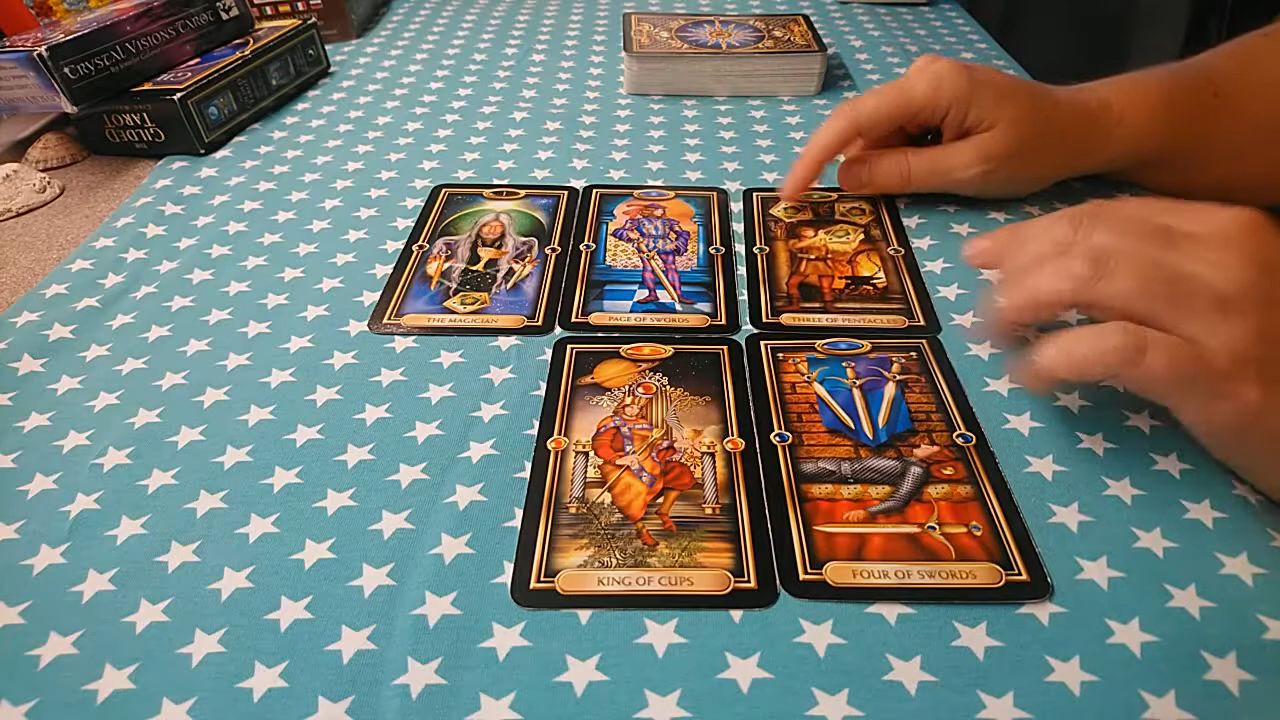 CRYSTAL VISIONS TAROT
THE
GILDED
TAROT
I
THE MAGICIAN
PAGE OF SWORDS
THREE OF PENTACLES
KING OF CUPS
FOUR OF SWORDS